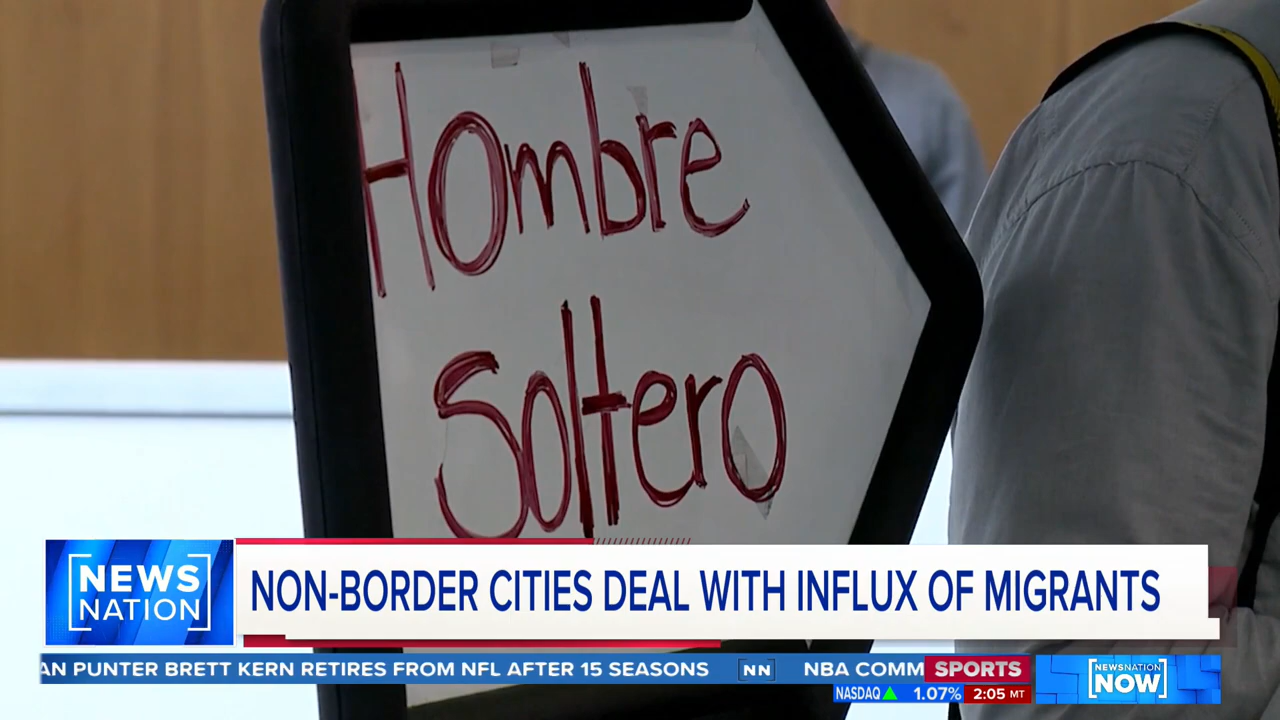 Hombre
Soltero
NEWS
NATION
NON-BORDER CITIES DEAL WITH INFLUX OF MIGRANTS
AN PUNTER BRETT KERN RETIRES FROM NFL AFTER 15 SEASONS NN NBA COMM SPORTS
NEWSNATION
NOW
NASDAQ 1.07% 2:05 MT